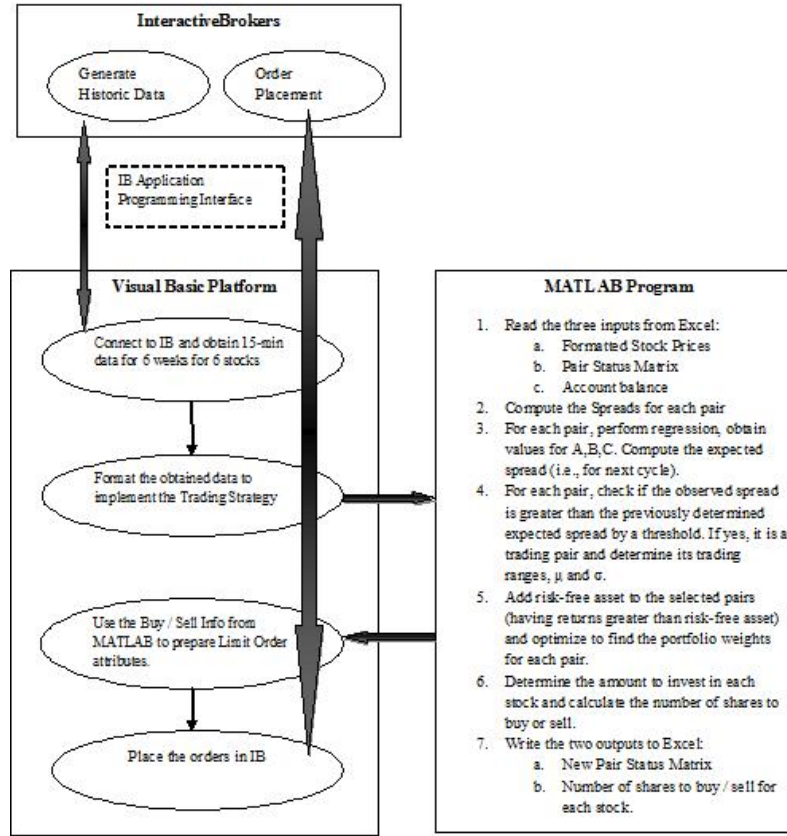 InteractiveBrokers
Generate
Historic Data
Order
Placement
IB Application
Programming Interface
Visual Basic Platform
Connect to IB and obtain 15-min
data for 6 weeks for 6 stocks
Format the obtained data to
implement the Trading Strategy
Use the Buy / Sell Info from
MATLAB to prepare Limit Order
attributes.
Place the orders in IB
MATLAB Program
1. Read the three inputs from Excel:
a. Formatted Stock Prices
b. Pair Status Matrix
c. Account balance
2. Compute the Spreads for each pair
3. For each pair, perform regression, obtain
values for A,B,C. Compute the expected
spread (i.e., for next cycle).
4. For each pair, check if the observed spread
is greater than the previously determined
expected spread by a threshold. If yes, it is a
trading pair and determine its trading
ranges, μ and σ.
5. Add risk-free asset to the selected pairs
(having returns greater than risk-free asset)
and optimize to find the portfolio weights
for each pair.
6. Determine the amount to invest in each
stock and calculate the number of shares to
buy or sell.
7. Write the two outputs to Excel:
a. New Pair Status Matrix
b. Number of shares to buy / sell for
each stock.